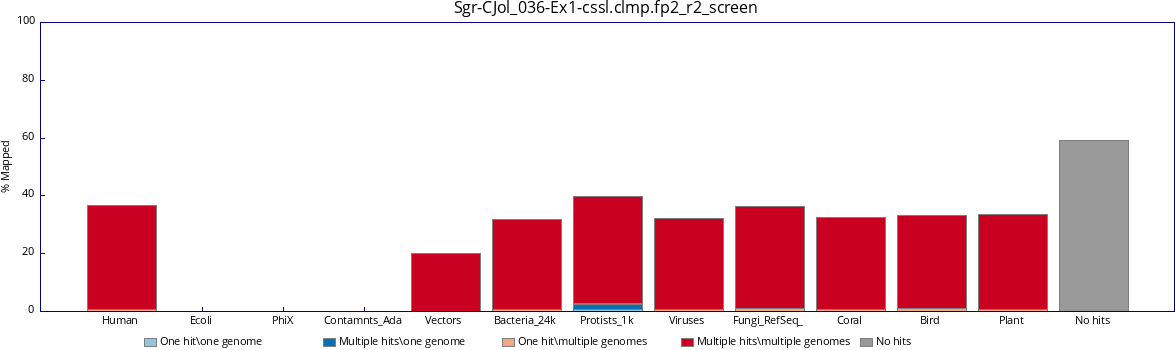 Sgr-CJol_036-Ex1-cssl.clmp.fp2_r2_screen
100
80
60
40
20
0
% Mapped
Human Ecoli PhiX Contamnts_Ada Vectors Bacteria_24k Protists_1k Viruses Fungi_RefSeq_ Coral Bird Plant No hits
One hit\one genome Multiple hits\one genome One hit\multiple genomes Multiple hits\multiple genomes No hits